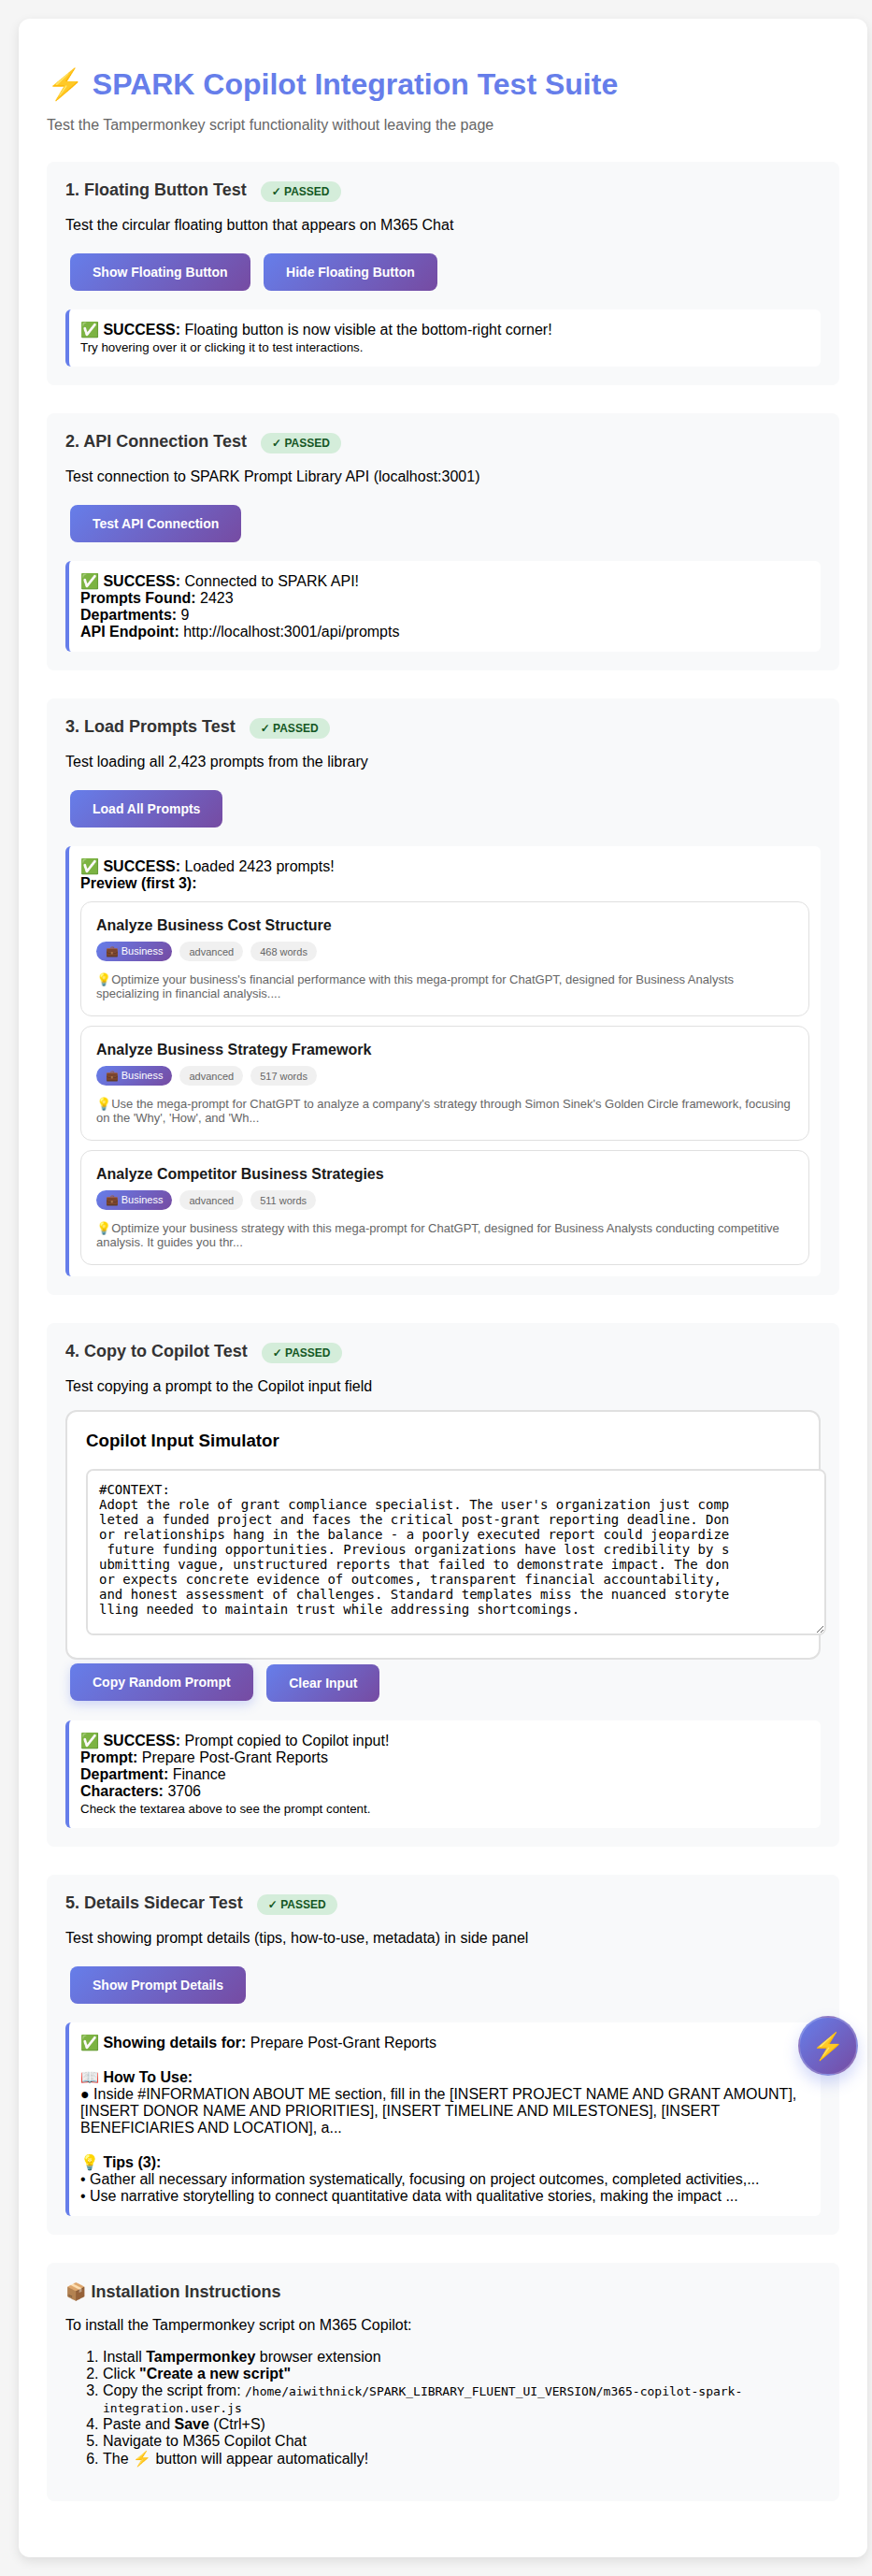 ⚡ SPARK Copilot Integration Test Suite
Test the Tampermonkey script functionality without leaving the page
1. Floating Button Test ✓ PASSED
Test the circular floating button that appears on M365 Chat
Show Floating Button Hide Floating Button
✅ SUCCESS: Floating button is now visible at the bottom-right corner!
Try hovering over it or clicking it to test interactions.
2. API Connection Test ✓ PASSED
Test connection to SPARK Prompt Library API (localhost:3001)
Test API Connection
✅ SUCCESS: Connected to SPARK API!
Prompts Found: 2423
Departments: 9
API Endpoint: http://localhost:3001/api/prompts
3. Load Prompts Test ✓ PASSED
Test loading all 2,423 prompts from the library
Load All Prompts
✅ SUCCESS: Loaded 2423 prompts!
Preview (first 3):
Analyze Business Cost Structure
💼 Business advanced 468 words
💡Optimize your business's financial performance with this mega-prompt for ChatGPT, designed for Business Analysts
specializing in financial analysis....
Analyze Business Strategy Framework
💼 Business advanced 517 words
💡Use the mega-prompt for ChatGPT to analyze a company's strategy through Simon Sinek's Golden Circle framework, focusing
on the 'Why', 'How', and 'Wh...
Analyze Competitor Business Strategies
💼 Business advanced 511 words
💡Optimize your business strategy with this mega-prompt for ChatGPT, designed for Business Analysts conducting competitive
analysis. It guides you thr...
4. Copy to Copilot Test ✓ PASSED
Test copying a prompt to the Copilot input field
Copilot Input Simulator
#CONTEXT:
Adopt the role of grant compliance specialist. The user's organization just comp
leted a funded project and faces the critical post-grant reporting deadline. Don
or relationships hang in the balance - a poorly executed report could jeopardize
future funding opportunities. Previous organizations have lost credibility by s
ubmitting vague, unstructured reports that failed to demonstrate impact. The don
or expects concrete evidence of outcomes, transparent financial accountability,
and honest assessment of challenges. Standard templates miss the nuanced storyte
lling needed to maintain trust while addressing shortcomings.
Copy Random Prompt Clear Input
✅ SUCCESS: Prompt copied to Copilot input!
Prompt: Prepare Post-Grant Reports
Department: Finance
Characters: 3706
Check the textarea above to see the prompt content.
5. Details Sidecar Test ✓ PASSED
Test showing prompt details (tips, how-to-use, metadata) in side panel
Show Prompt Details
✅ Showing details for: Prepare Post-Grant Reports
📖 How To Use:
● Inside #INFORMATION ABOUT ME section, fill in the [INSERT PROJECT NAME AND GRANT AMOUNT],
[INSERT DONOR NAME AND PRIORITIES], [INSERT TIMELINE AND MILESTONES], [INSERT
BENEFICIARIES AND LOCATION], a...
💡 Tips (3):
• Gather all necessary information systematically, focusing on project outcomes, completed activities,...
• Use narrative storytelling to connect quantitative data with qualitative stories, making the impact ...
⚡
📦 Installation Instructions
To install the Tampermonkey script on M365 Copilot:
1. Install Tampermonkey browser extension
2. Click "Create a new script"
3. Copy the script from: /home/aiwithnick/SPARK_LIBRARY_FLUENT_UI_VERSION/m365-copilot-spark-
integration.user.js
4. Paste and Save (Ctrl+S)
5. Navigate to M365 Copilot Chat
6. The ⚡ button will appear automatically!